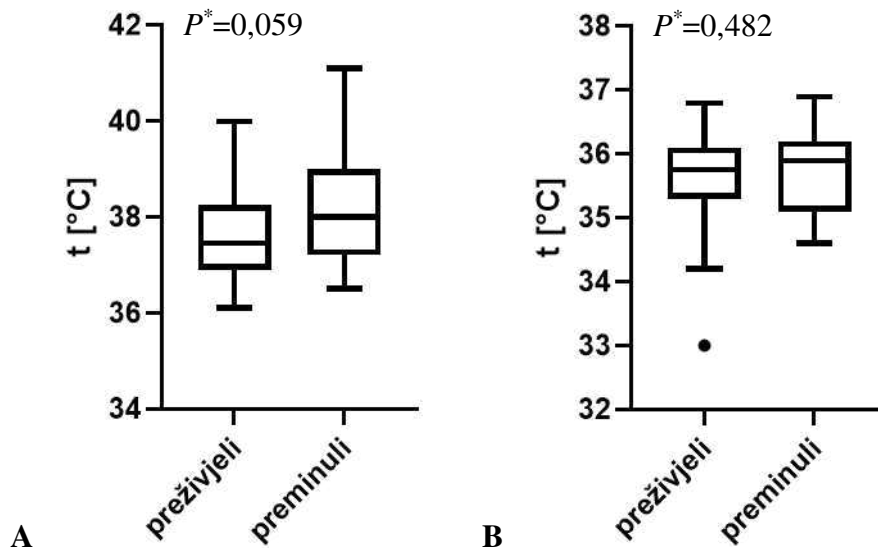 P*=0,059
t [°C]
42
40
38
36
34
preživjeli
preminuli
A
P*=0,482
t [°C]
38
37
36
35
34
33
32
preživjeli
preminuli
B